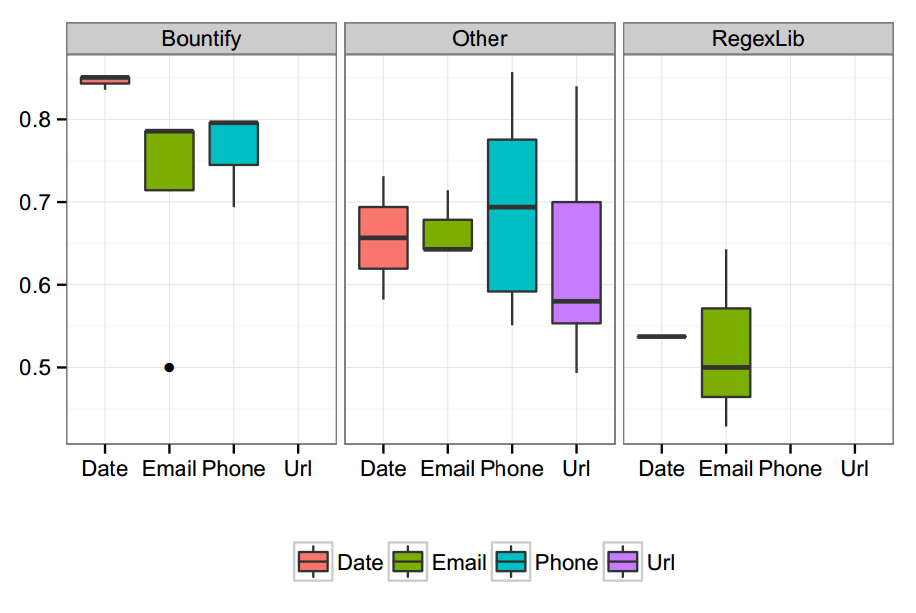 Bountify Other RegexLib
0.8
0.7
0.6
0.5
Date Email Phone Url Date Email Phone Url Date Email Phone Url
Date Email Phone Url